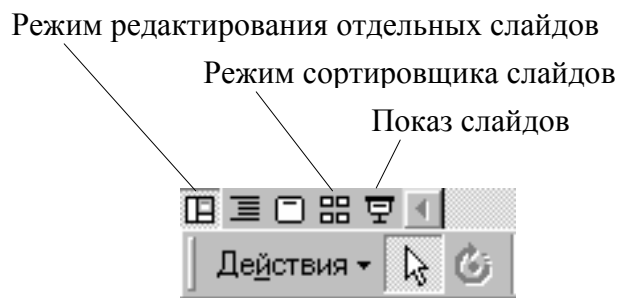 Режим редактирования отдельных слайдов
Режим сортировщика слайдов
Показ слайдов
Действия